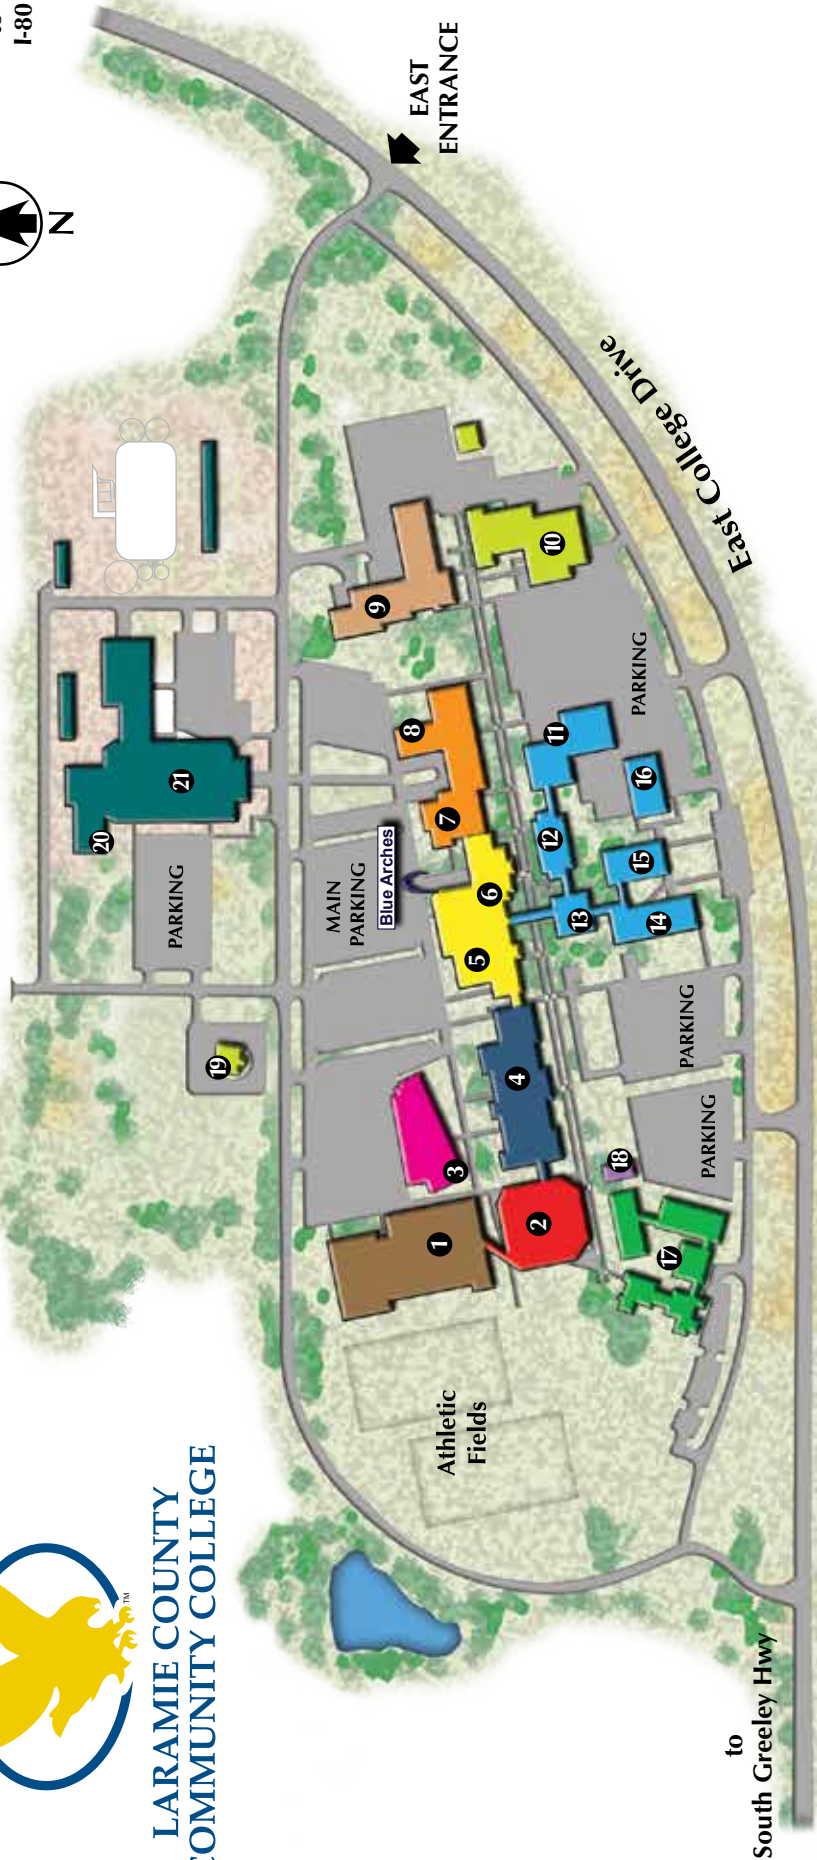 I-80
EAST
ENTRANCE
N
East College Drive
PARKING
MAIN
PARKING
Blue Arches
PARKING
PARKING
PARKING
1
2
3
4
5
6
7
8
9
10
11
12
13
14
15
16
17
18
19
20
21
Athletic
Fields
TM
LARAMIE COUNTY
COMMUNITY COLLEGE
to
South Greeley Hwy